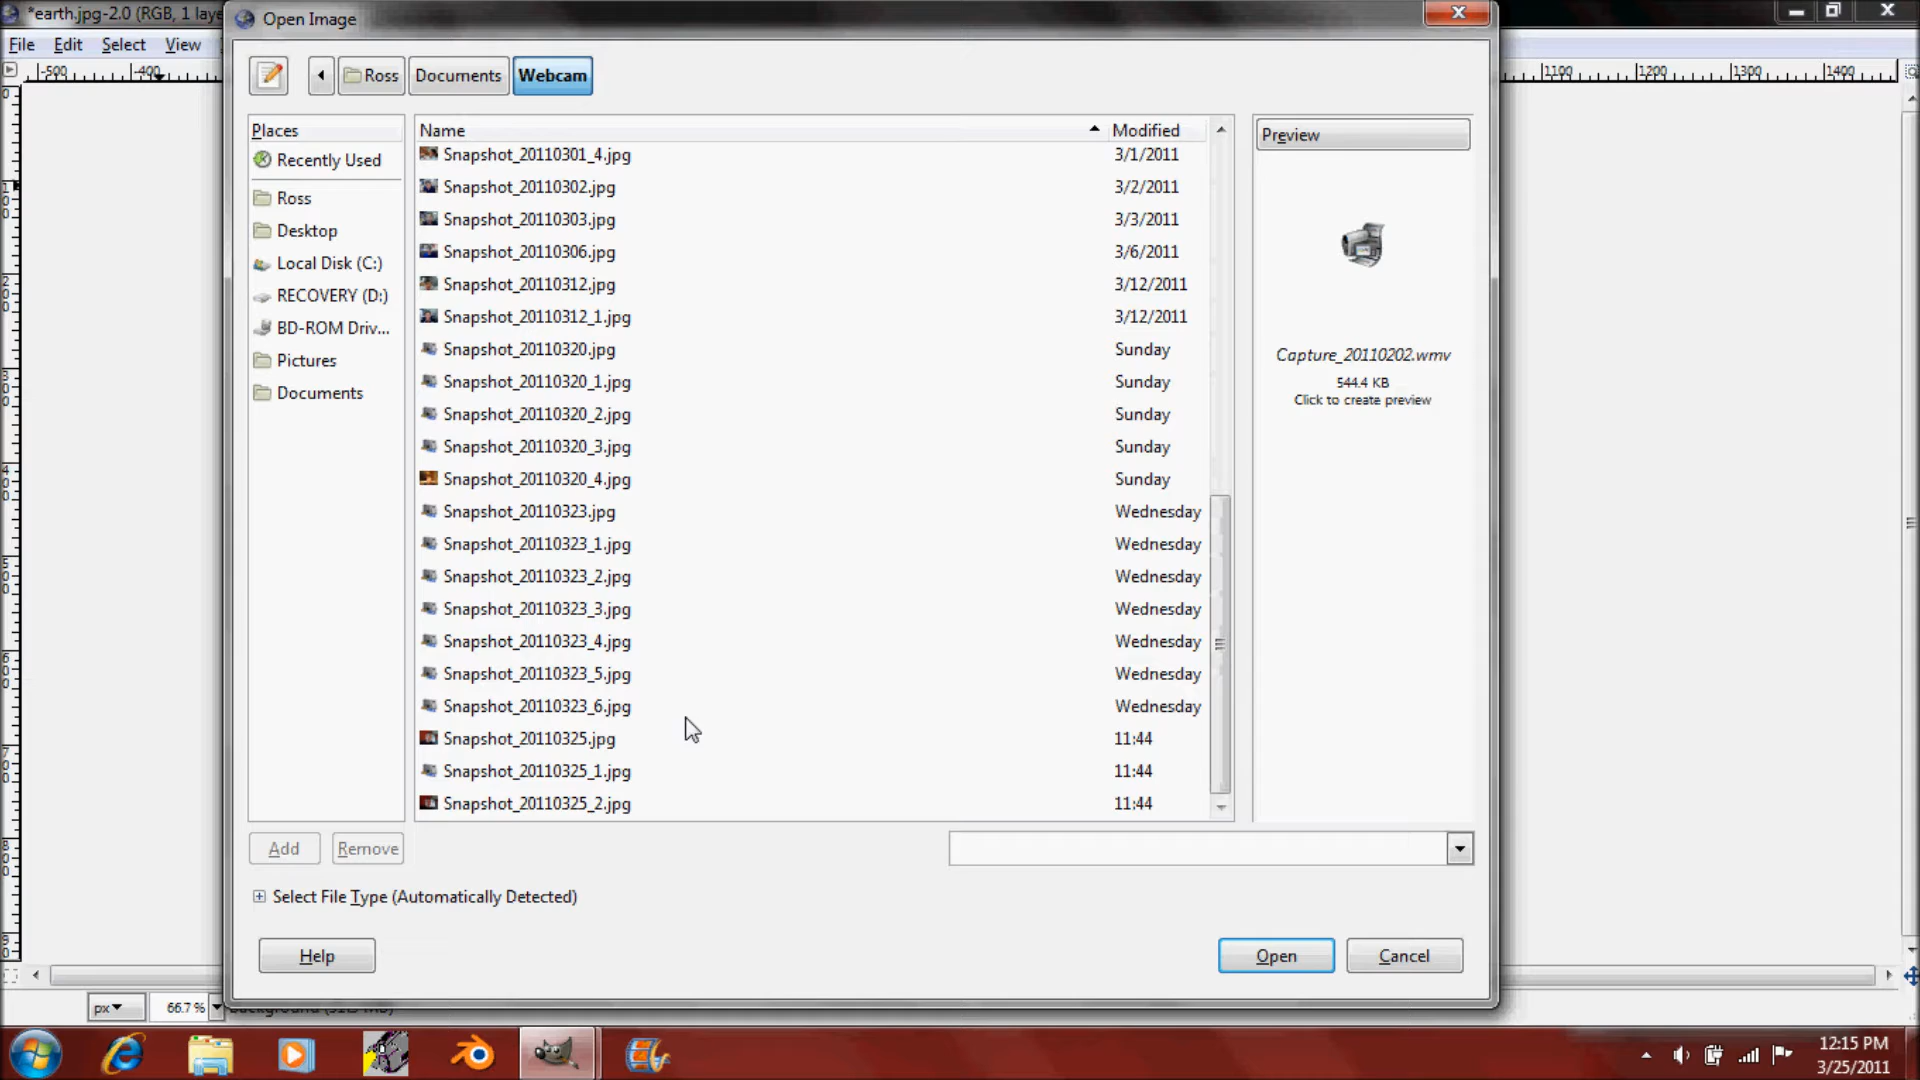 *earth.jpg-2.0 (RGB, 1 laye
Open Image
File Edit Select View
Ross Documents Webcam
-500 -400 1100 1200 1300 1400
Places
Recently Used
Ross
Desktop
Local Disk (C:)
RECOVERY (D:)
BD-ROM Driv...
Pictures
Documents
Name Modified
Snapshot_20110301_4.jpg 3/1/2011
Snapshot_20110302.jpg 3/2/2011
Snapshot_20110303.jpg 3/3/2011
Snapshot_20110306.jpg 3/6/2011
Snapshot_20110312.jpg 3/12/2011
Snapshot_20110312_1.jpg 3/12/2011
Snapshot_20110320.jpg Sunday
Snapshot_20110320_1.jpg Sunday
Snapshot_20110320_2.jpg Sunday
Snapshot_20110320_3.jpg Sunday
Snapshot_20110320_4.jpg Sunday
Snapshot_20110323.jpg Wednesday
Snapshot_20110323_1.jpg Wednesday
Snapshot_20110323_2.jpg Wednesday
Snapshot_20110323_3.jpg Wednesday
Snapshot_20110323_4.jpg Wednesday
Snapshot_20110323_5.jpg Wednesday
Snapshot_20110323_6.jpg Wednesday
Snapshot_20110325.jpg 11:44
Snapshot_20110325_1.jpg 11:44
Snapshot_20110325_2.jpg 11:44
Preview
Capture_20110202.wmv
544.4 KB
Click to create preview
Add Remove
Select File Type (Automatically Detected)
Help Open Cancel
px 66.7 %
12:15 PM
3/25/2011